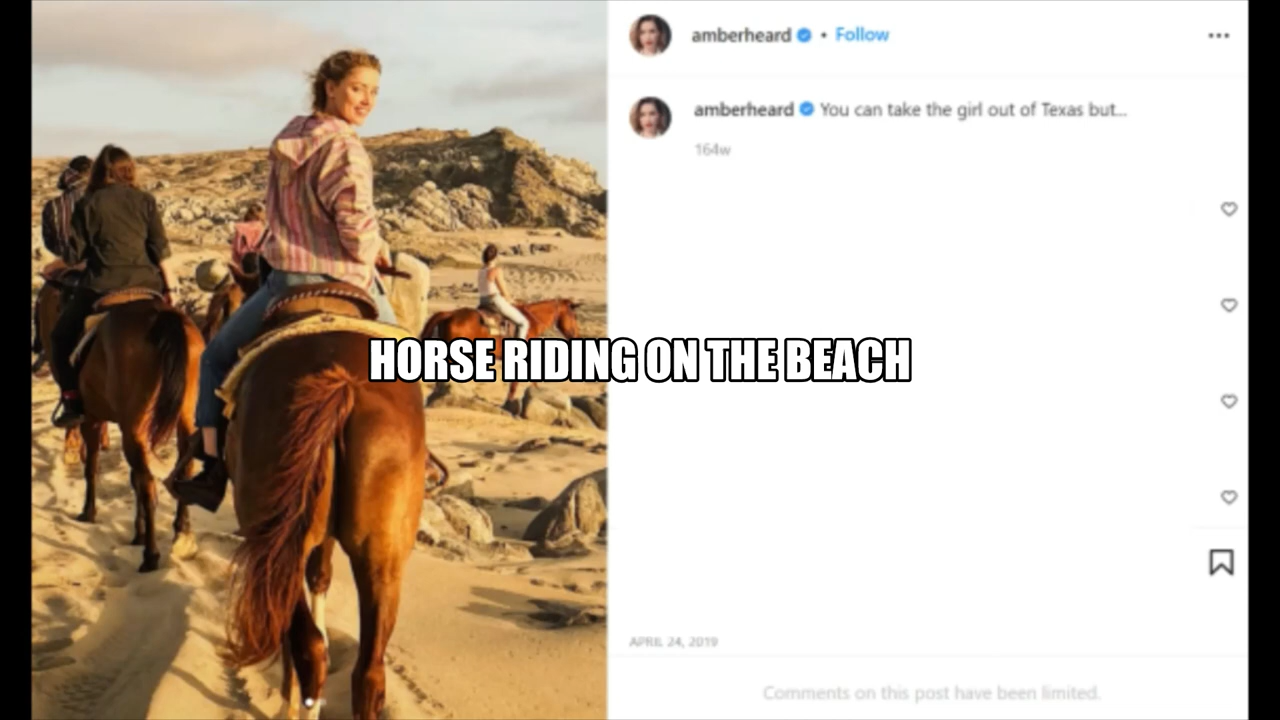 amberheard • Follow
amberheard You can take the girl out of Texas but...
164w
HORSE RIDING ON THE BEACH
APRIL 24, 2019
Comments on this post have been limited.